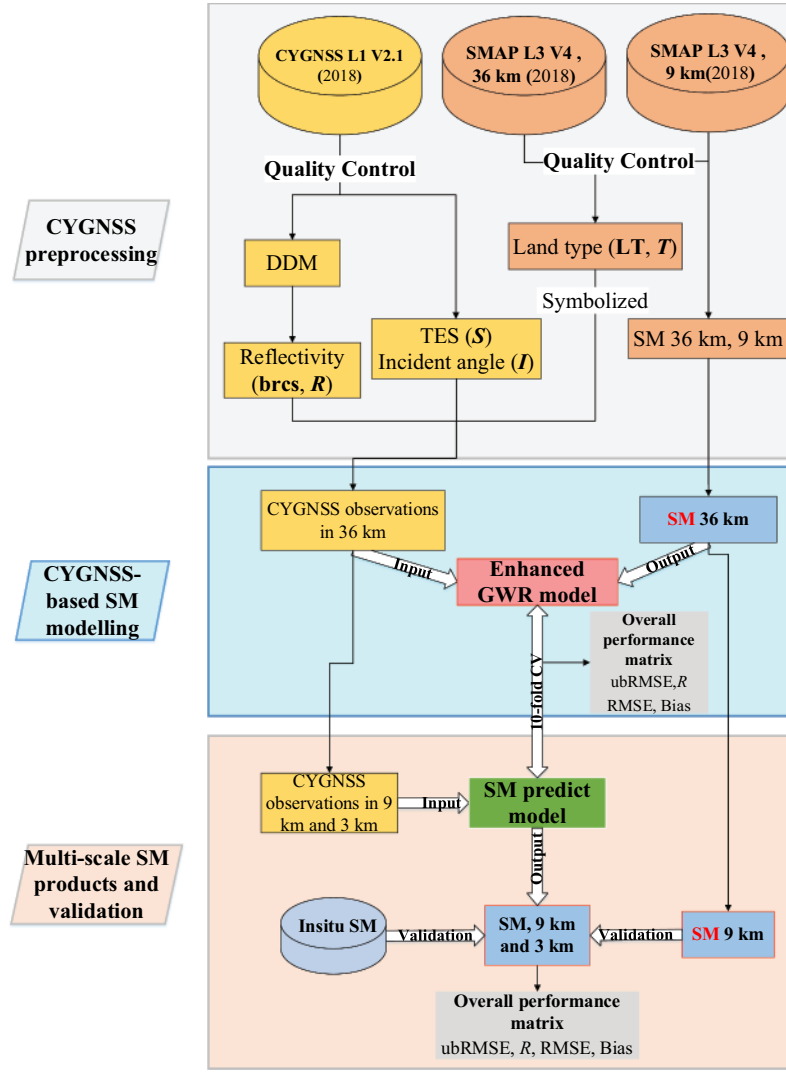 CYGNSS L1 V2.1
(2018)
SMAP L3 V4 ,
36 km (2018)
SMAP L3 V4 ,
9 km(2018)
Quality Control
Quality Control
CYGNSS
preprocessing
DDM
Land type (LT, T)
Symbolized
Reflectivity
(brcs, R)
TES (S)
Incident angle (I)
SM 36 km, 9 km
CYGNSS observations
in 36 km
SM 36 km
Input
Output
Enhanced
GWR model
CYGNSS-
based SM
modelling
10-fold CV
Overall
performance
matrix
ubRMSE,R
RMSE, Bias
CYGNSS
observations in 9
km and 3 km
Input
SM predict
model
Output
Multi-scale SM
products and
validation
Insitu SM
Validation
SM, 9 km
and 3 km
Validation
SM 9 km
Overall performance
matrix
ubRMSE, R, RMSE, Bias